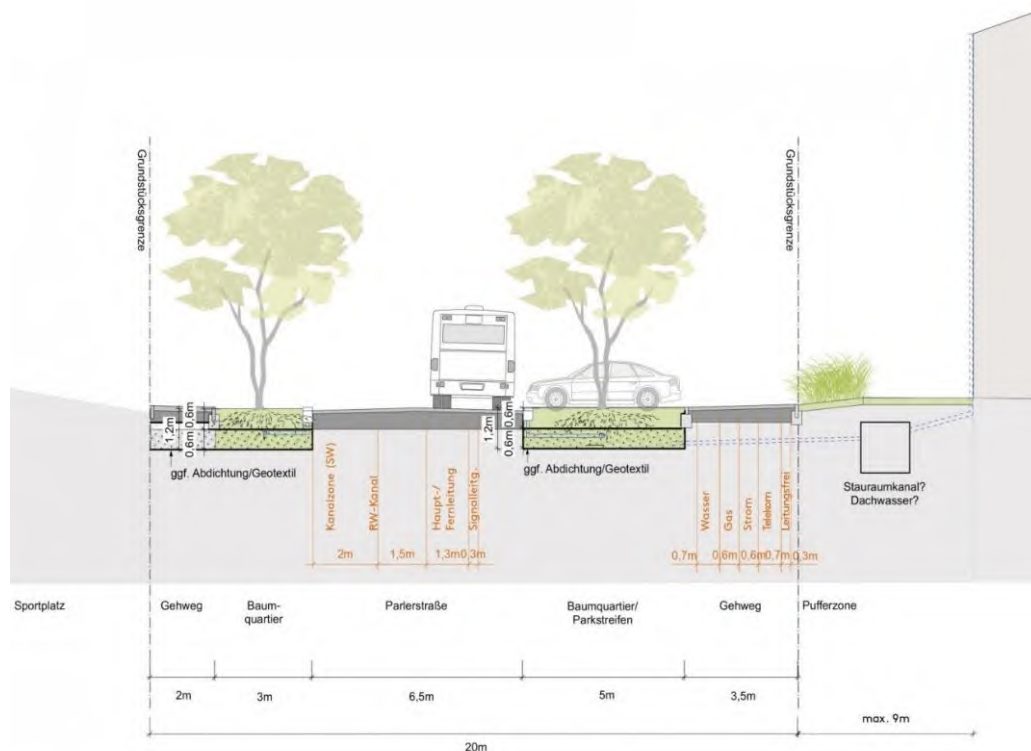 Grundstücksgrenze
Grundstücksgrenze
1,2m
0,6m
0,6m
1,2m
0,6m
0,6m
ggf. Abdichtung/Geotextil
ggf. Abdichtung/Geotextil
Stauraumkanal?
Dachwasser?
Kanalzone (SW)
RW-Kanal
Haupt-/
Fernleitung
Signalleitg.
Wasser
Gas
Strom
Telekom
Leitungsfrei
2m
1,5m
1,3m
0,3m
0,7m
0,6m
0,6m
0,7m
0,3m
Sportplatz
Gehweg
Baum-
quartier
Parlerstraße
Baumquartier/
Parkstreifen
Gehweg
Pufferzone
2m
3m
6,5m
5m
3,5m
max. 9m
20m